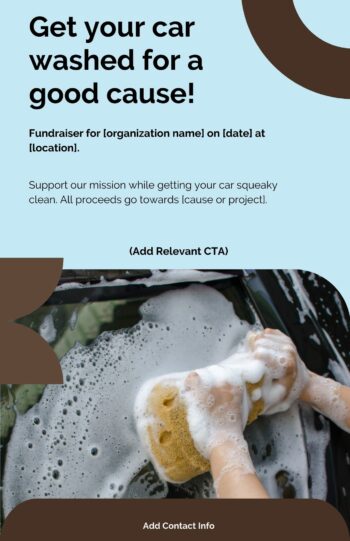 Get your car
washed for a
good cause!
Fundraiser for [organization name] on [date] at
[location].
Support our mission while getting your car squeaky
clean. All proceeds go towards [cause or project].
(Add Relevant CTA)
Add Contact Info